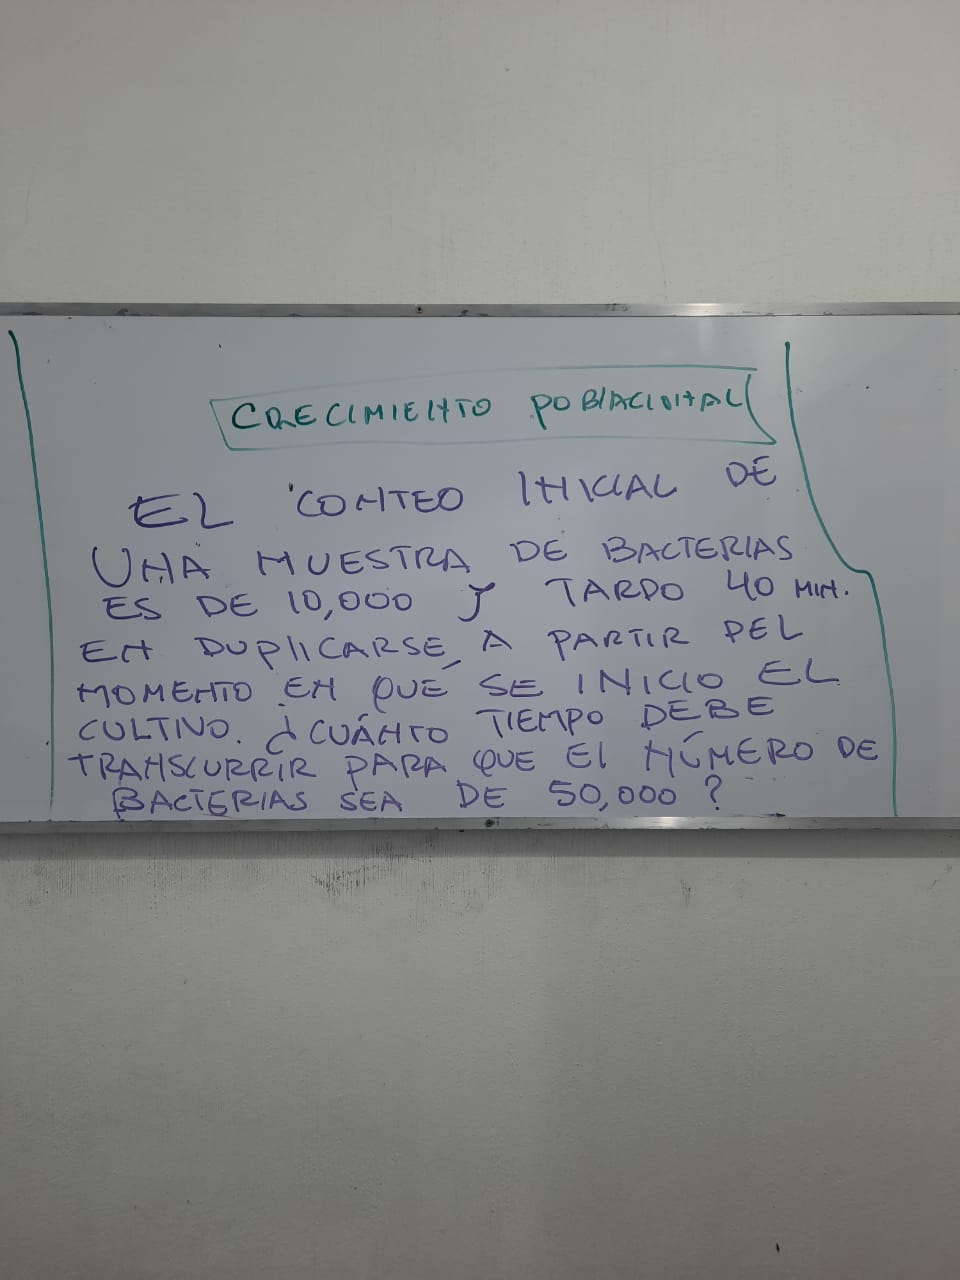 CRECIMIENTO POBLACIONAL
EL CONTEO INICIAL DE
UNA MUESTRA DE BACTERIAS
ES DE 10,000 Y TARDO 40 MIN.
EN DUPLICARSE, A PARTIR DEL
MOMENTO EN QUE SE INICIO EL
CULTIVO. ¿CUÁNTO TIEMPO DEBE
TRANSCURRIR PARA QUE El NÚMERO DE
BACTERIAS SEA DE 50,000?